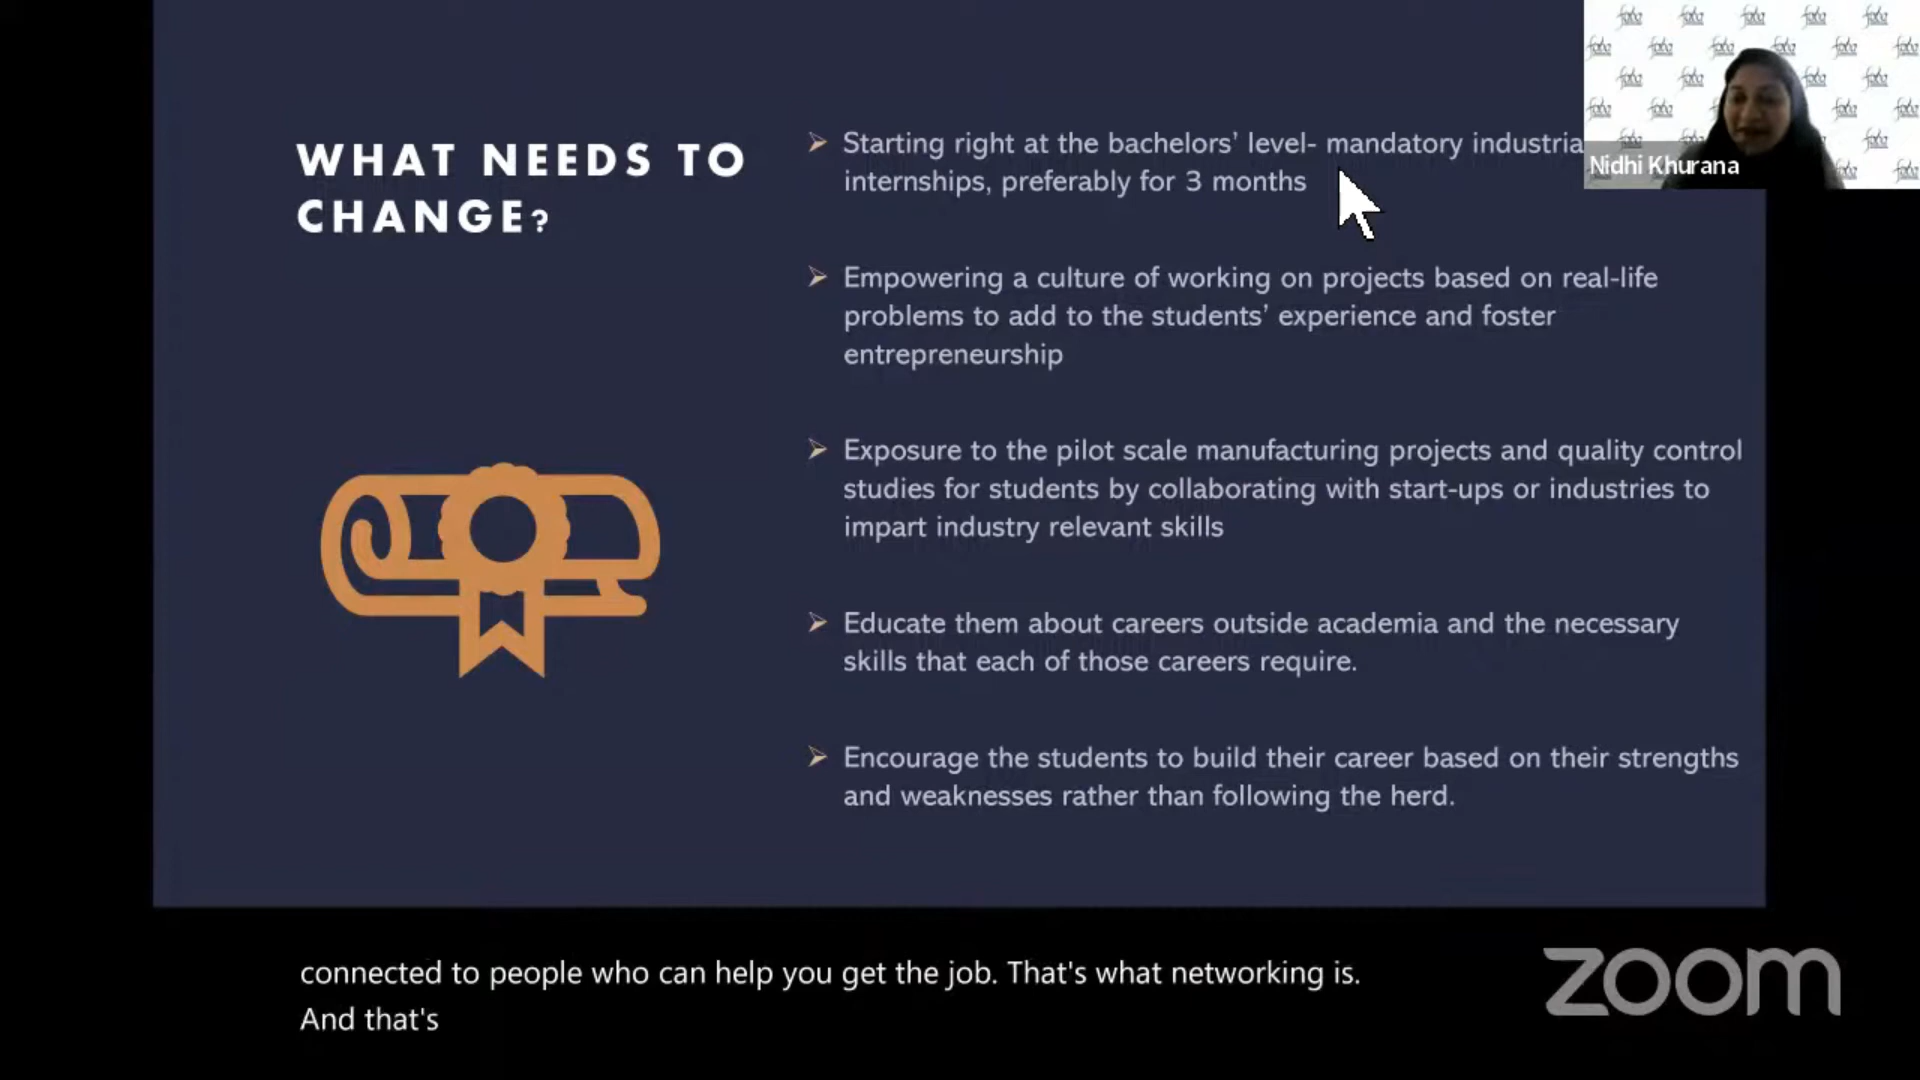 WHAT NEEDS TO
CHANGE?
Starting right at the bachelors’ level- mandatory industria
internships, preferably for 3 months
Empowering a culture of working on projects based on real-life
problems to add to the students’ experience and foster
entrepreneurship
Exposure to the pilot scale manufacturing projects and quality control
studies for students by collaborating with start-ups or industries to
impart industry relevant skills
Educate them about careers outside academia and the necessary
skills that each of those careers require.
Encourage the students to build their career based on their strengths
and weaknesses rather than following the herd.
Nidhi Khurana
connected to people who can help you get the job. That's what networking is.
And that's
zoom